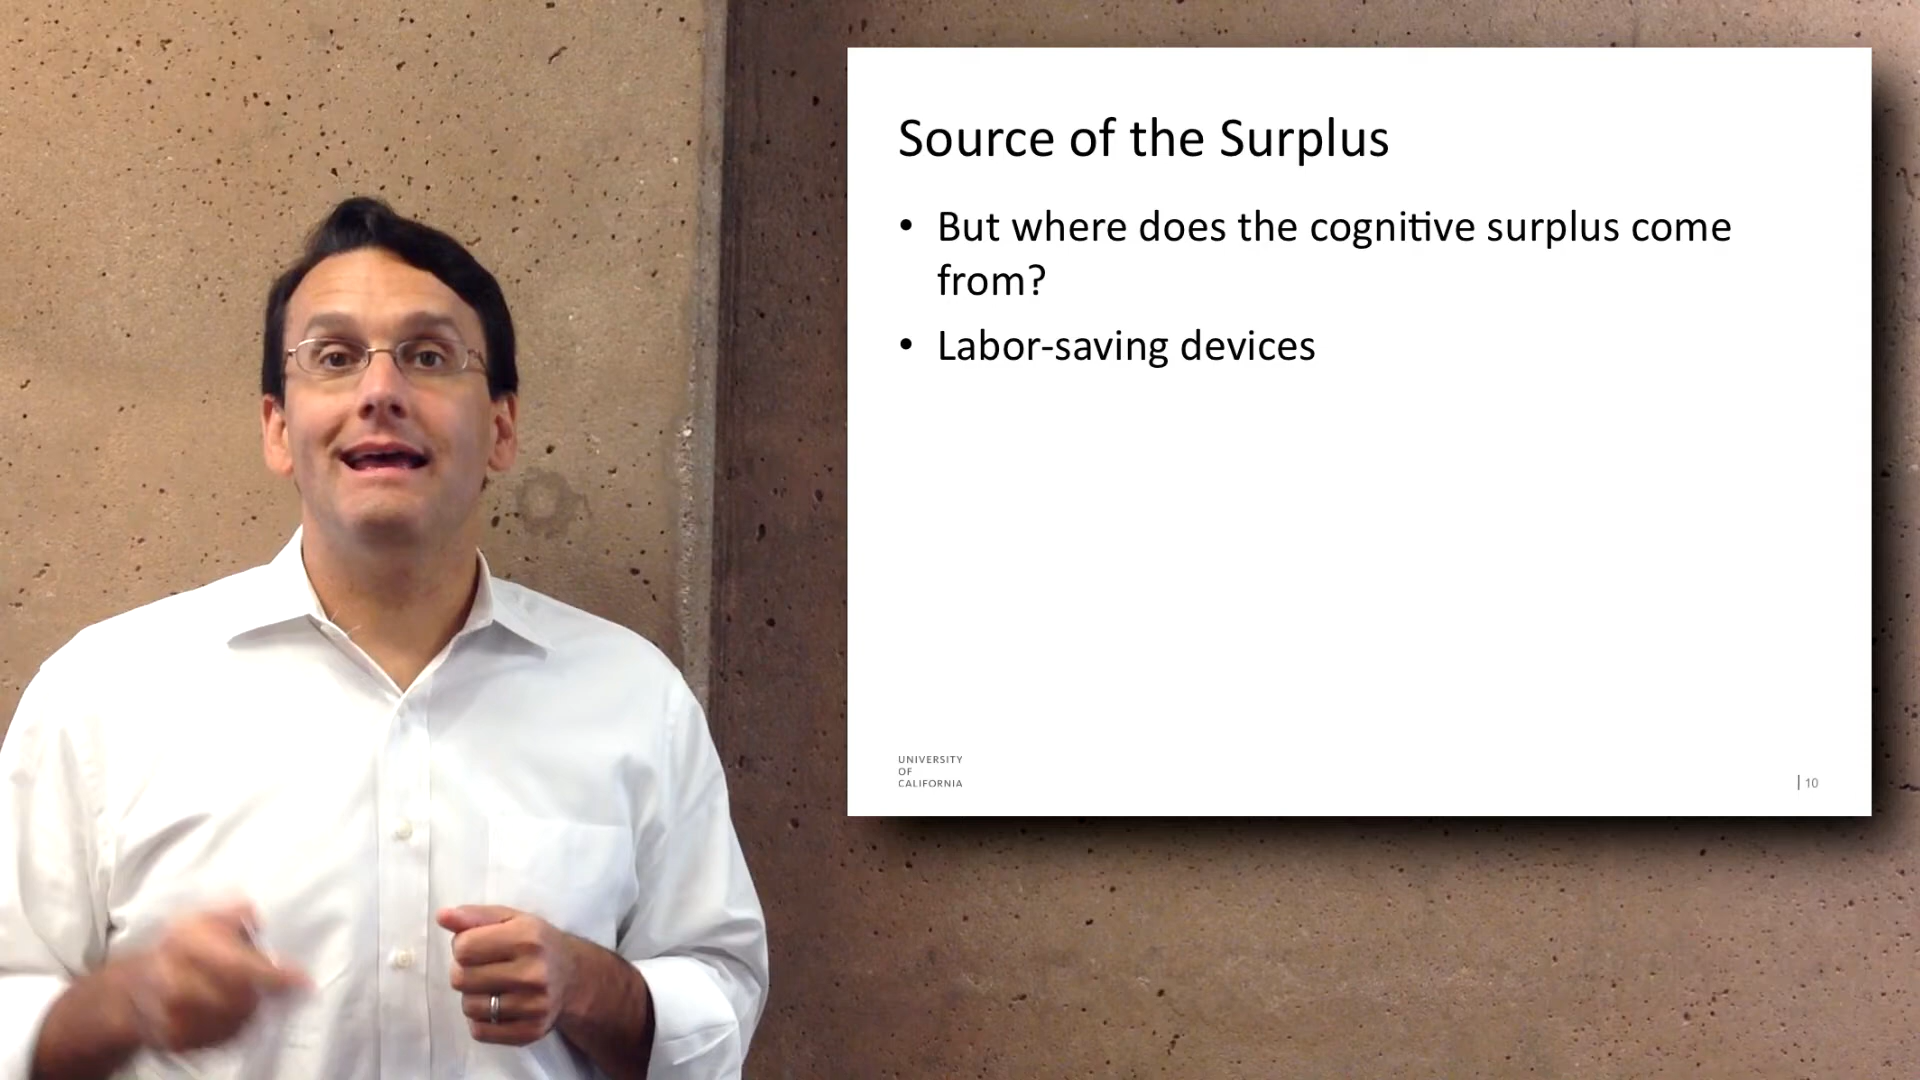 Source of the Surplus
• But where does the cognitive surplus come
from?
• Labor-saving devices
UNIVERSITY
OF
CALIFORNIA
| 10